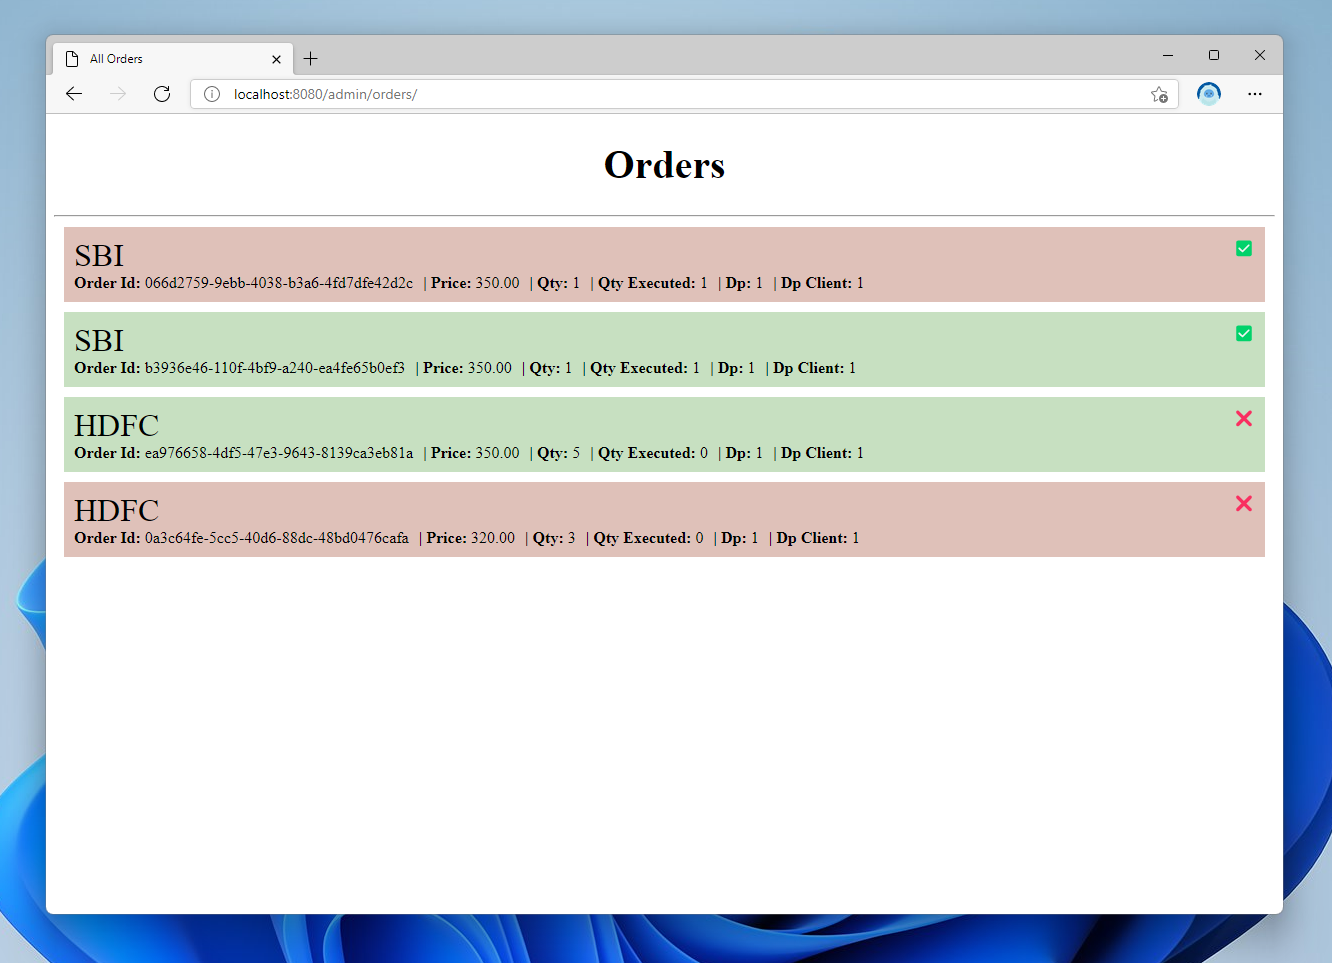 All Orders
localhost:8080/admin/orders/
Orders
SBI
Order Id: 066d2759-9ebb-4038-b3a6-4fd7dfe42d2c | Price: 350.00 | Qty: 1 | Qty Executed: 1 | Dp: 1 | Dp Client: 1
SBI
Order Id: b3936e46-110f-4bf9-a240-ea4fe65b0ef3 | Price: 350.00 | Qty: 1 | Qty Executed: 1 | Dp: 1 | Dp Client: 1
HDFC
Order Id: ea976658-4df5-47e3-9643-8139ca3eb81a | Price: 350.00 | Qty: 5 | Qty Executed: 0 | Dp: 1 | Dp Client: 1
HDFC
Order Id: 0a3c64fe-5cc5-40d6-88dc-48bd0476cafa | Price: 320.00 | Qty: 3 | Qty Executed: 0 | Dp: 1 | Dp Client: 1